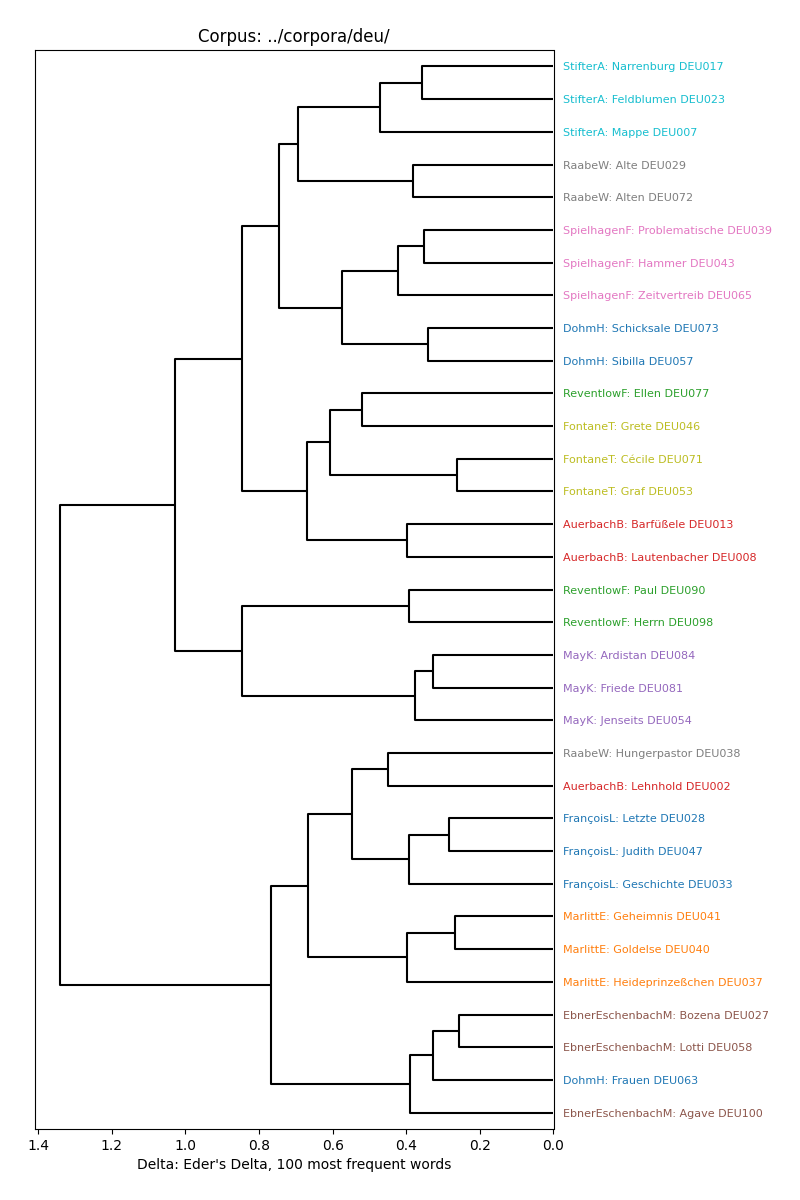 Corpus: ../corpora/deu/
StifterA: Narrenburg DEU017
StifterA: Feldblumen DEU023
StifterA: Mappe DEU007
RaabeW: Alte DEU029
RaabeW: Alten DEU072
SpielhagenF: Problematische DEU039
SpielhagenF: Hammer DEU043
SpielhagenF: Zeitvertreib DEU065
DohmH: Schicksale DEU073
DohmH: Sibilla DEU057
ReventlowF: Ellen DEU077
FontaneT: Grete DEU046
FontaneT: Cécile DEU071
FontaneT: Graf DEU053
AuerbachB: Barfüßele DEU013
AuerbachB: Lautenbacher DEU008
ReventlowF: Paul DEU090
ReventlowF: Herrn DEU098
MayK: Ardistan DEU084
MayK: Friede DEU081
MayK: Jenseits DEU054
RaabeW: Hungerpastor DEU038
AuerbachB: Lehnhold DEU002
FrançoisL: Letzte DEU028
FrançoisL: Judith DEU047
FrançoisL: Geschichte DEU033
MarlittE: Geheimnis DEU041
MarlittE: Goldelse DEU040
MarlittE: Heideprinzeßchen DEU037
EbnerEschenbachM: Bozena DEU027
EbnerEschenbachM: Lotti DEU058
DohmH: Frauen DEU063
EbnerEschenbachM: Agave DEU100
1.4 1.2 1.0 0.8 0.6 0.4 0.2 0.0
Delta: Eder's Delta, 100 most frequent words